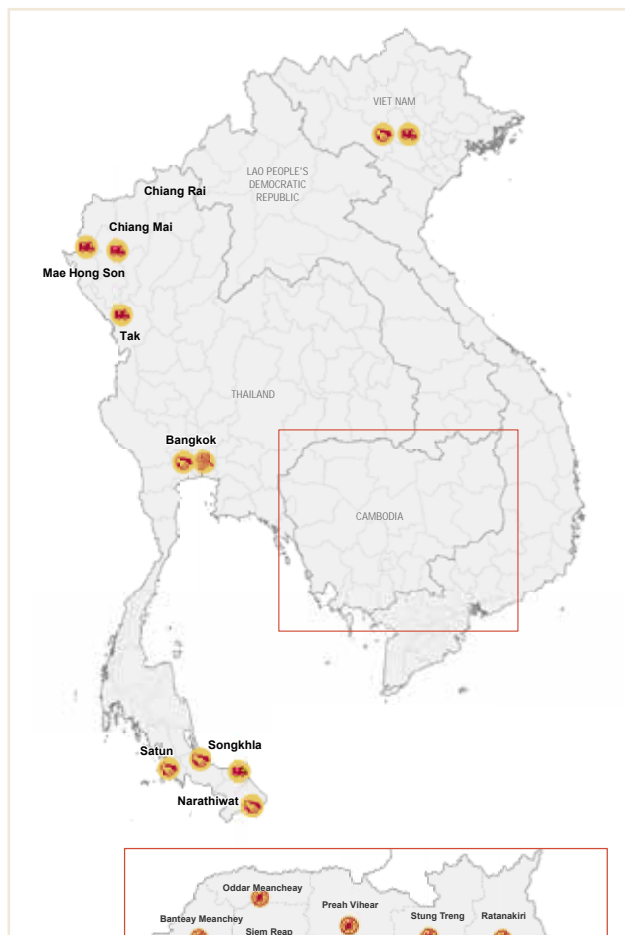 VIET NAM
LAO PEOPLE'S
DEMOCRATIC
REPUBLIC
Chiang Rai
Chiang Mai
Mae Hong Son
Tak
THAILAND
Bangkok
CAMBODIA
Satun
Songkhla
Narathiwat
Oddar Meancheay
Preah Vihear
Banteay Meanchey
Stung Treng
Ratanakiri
Siem Reap